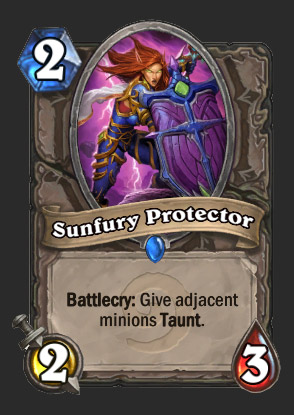 2
Sunfury Protector
Battlecry: Give adjacent
minions Taunt.
2
3